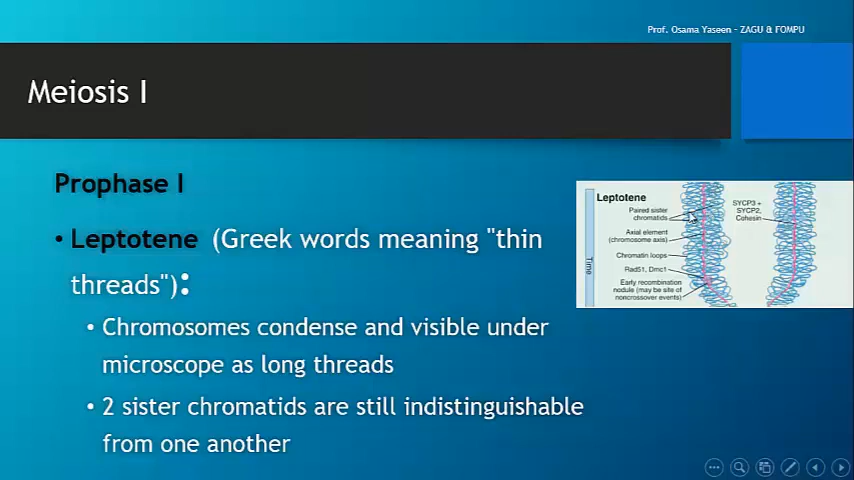 Prof. Osama Yaseen - ZAGU & FOMPU
Meiosis I
Prophase I
• Leptotene (Greek words meaning "thin
threads"):
• Chromosomes condense and visible under
microscope as long threads
• 2 sister chromatids are still indistinguishable
from one another
Leptotene
Paired sister
chromatids
Axial element
(chromosome axis)
Chromatin loops
Rad51, Dmc1
Early recombination
nodule (may be site of
noncrossover events)
SYCP3 +
SYCP2,
Cohesin
Time